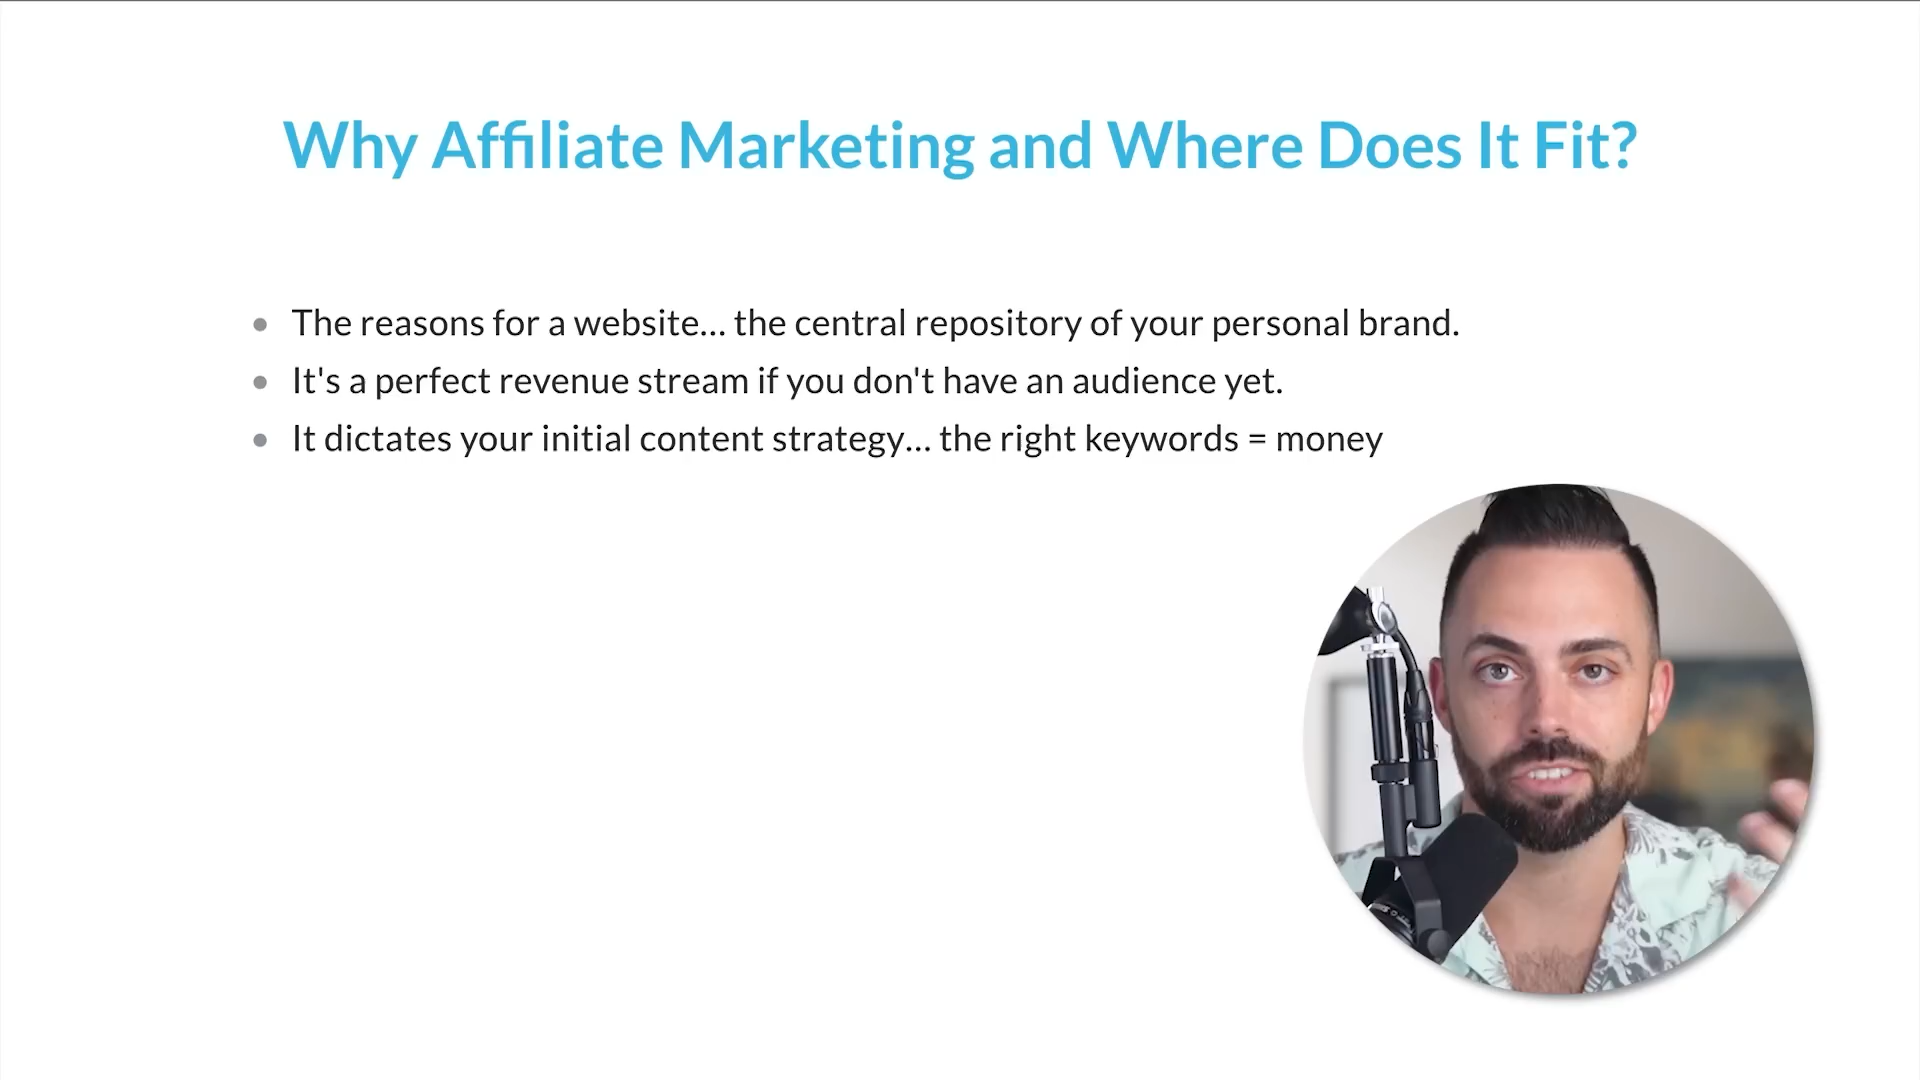 Why Affiliate Marketing and Where Does It Fit?
• The reasons for a website... the central repository of your personal brand.
• It's a perfect revenue stream if you don't have an audience yet.
• It dictates your initial content strategy... the right keywords = money